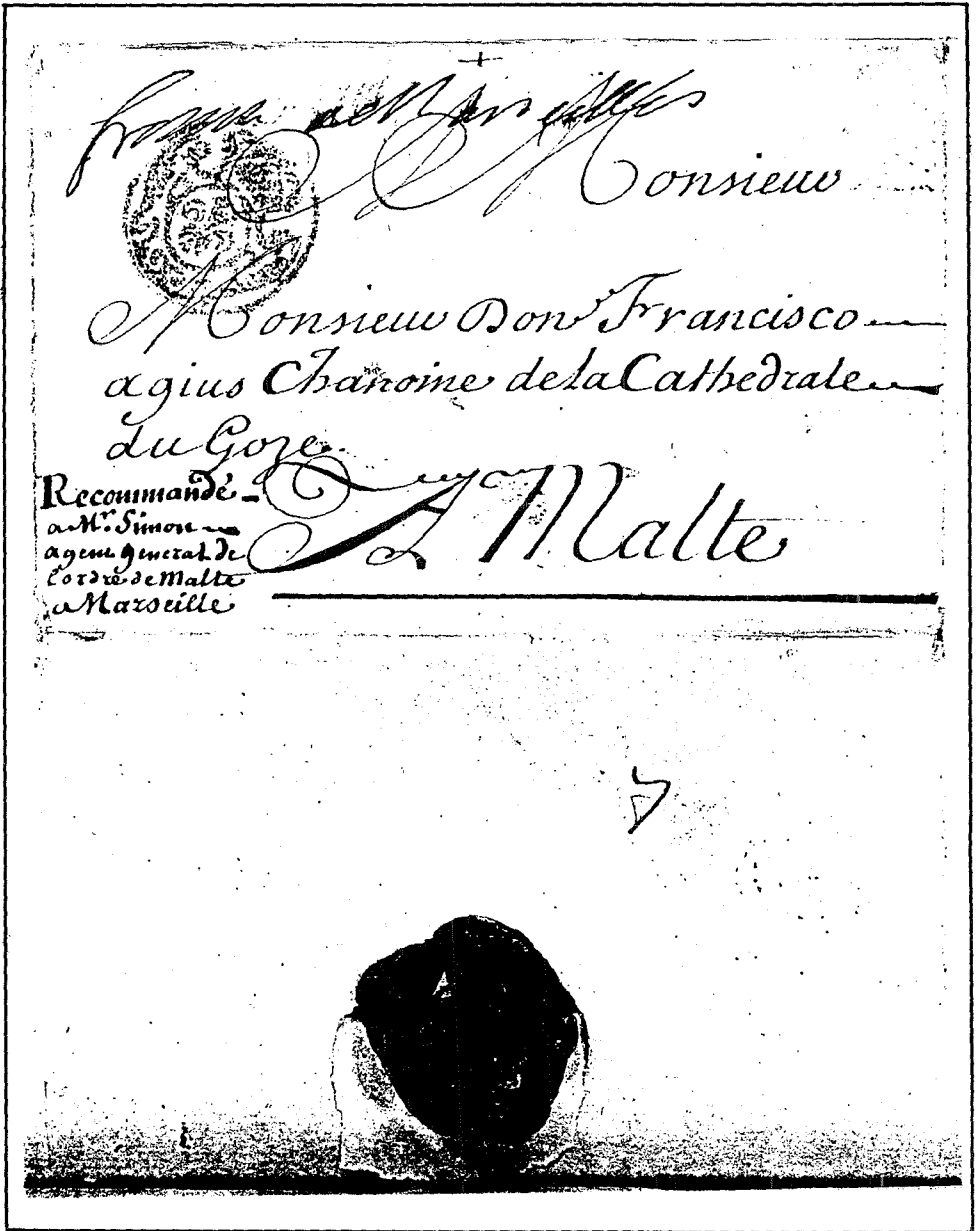 Monsieur
Monsieur Don Francisco
agius Chanoine de la Cathedrale
du Goze
A Malte
Recommandé
a Mr. Simon
agent general de
l'ordre de Malte
a Marseille